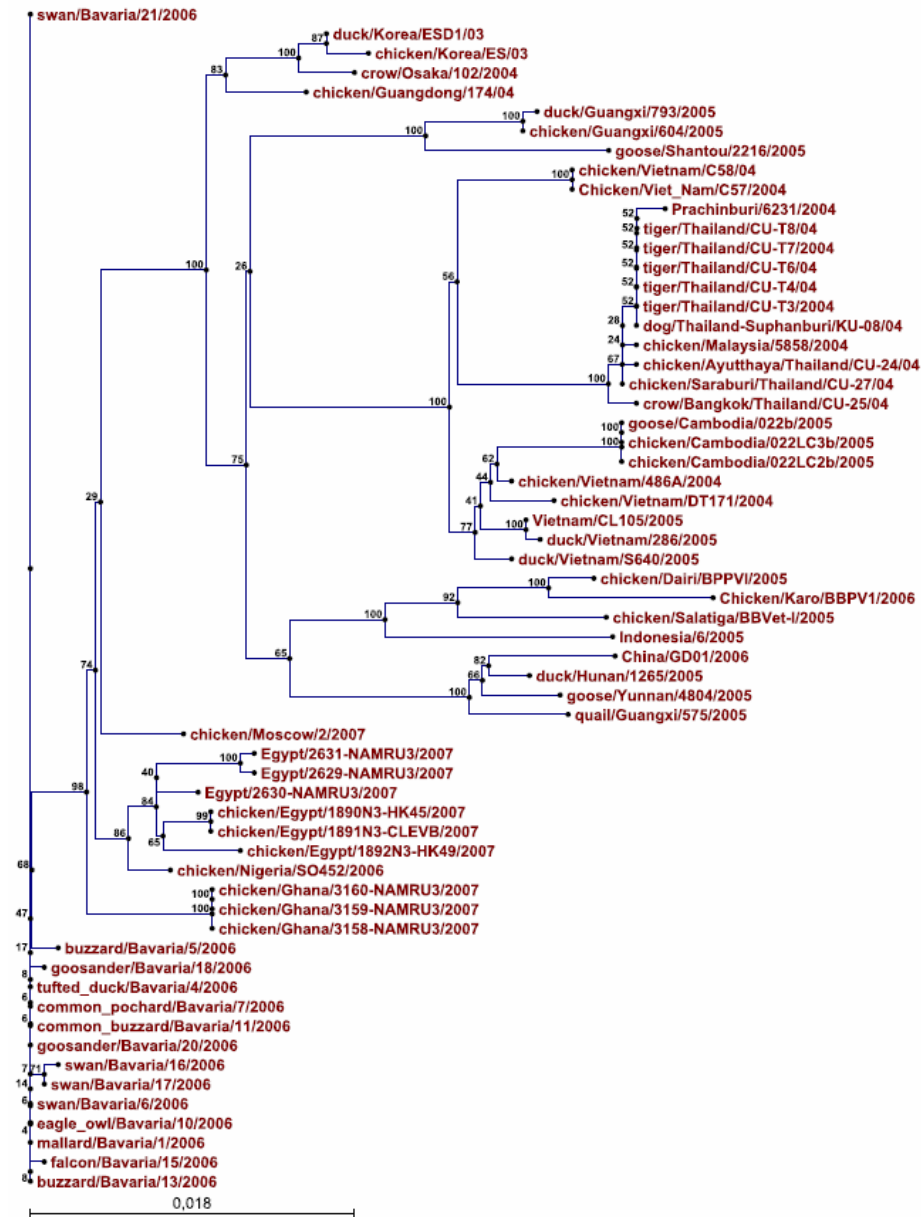 swan/Bavaria/21/2006
duck/Korea/ESD1/03
87
chicken/Korea/ES/03
100
crow/Osaka/102/2004
83
chicken/Guangdong/174/04
duck/Guangxi/793/2005
100
chicken/Guangxi/604/2005
100
goose/Shantou/2216/2005
chicken/Vietnam/C58/04
100
Chicken/Viet_Nam/C57/2004
Prachinburi/6231/2004
52
tiger/Thailand/CU-T8/04
52
tiger/Thailand/CU-T7/2004
52
tiger/Thailand/CU-T6/04
52
100
26
56
tiger/Thailand/CU-T4/04
52
tiger/Thailand/CU-T3/2004
52
dog/Thailand-Suphanburi/KU-08/04
28
chicken/Malaysia/5858/2004
24
chicken/Ayutthaya/Thailand/CU-24/04
67
chicken/Saraburi/Thailand/CU-27/04
100
crow/Bangkok/Thailand/CU-25/04
100
goose/Cambodia/022b/2005
100
chicken/Cambodia/022LC3b/2005
100
chicken/Cambodia/022LC2b/2005
75
62
chicken/Vietnam/486A/2004
44
29
chicken/Vietnam/DT171/2004
41
Vietnam/CL105/2005
100
77
duck/Vietnam/286/2005
duck/Vietnam/S640/2005
chicken/Dairi/BPPVI/2005
100
Chicken/Karo/BBPV1/2006
92
chicken/Salatiga/BBVet-I/2005
100
Indonesia/6/2005
65
China/GD01/2006
82
duck/Hunan/1265/2005
66
74
goose/Yunnan/4804/2005
100
quail/Guangxi/575/2005
chicken/Moscow/2/2007
Egypt/2631-NAMRU3/2007
100
Egypt/2629-NAMRU3/2007
40
Egypt/2630-NAMRU3/2007
98
84
chicken/Egypt/1890N3-HK45/2007
99
chicken/Egypt/1891N3-CLEVB/2007
86
65
chicken/Egypt/1892N3-HK49/2007
68
chicken/Nigeria/SO452/2006
chicken/Ghana/3160-NAMRU3/2007
100
chicken/Ghana/3159-NAMRU3/2007
100
47
chicken/Ghana/3158-NAMRU3/2007
17
buzzard/Bavaria/5/2006
goosander/Bavaria/18/2006
8
tufted_duck/Bavaria/4/2006
6
common_pochard/Bavaria/7/2006
6
common_buzzard/Bavaria/11/2006
goosander/Bavaria/20/2006
7
71
swan/Bavaria/16/2006
14
swan/Bavaria/17/2006
6
swan/Bavaria/6/2006
eagle_owl/Bavaria/10/2006
4
mallard/Bavaria/1/2006
falcon/Bavaria/15/2006
8
buzzard/Bavaria/13/2006
0,018